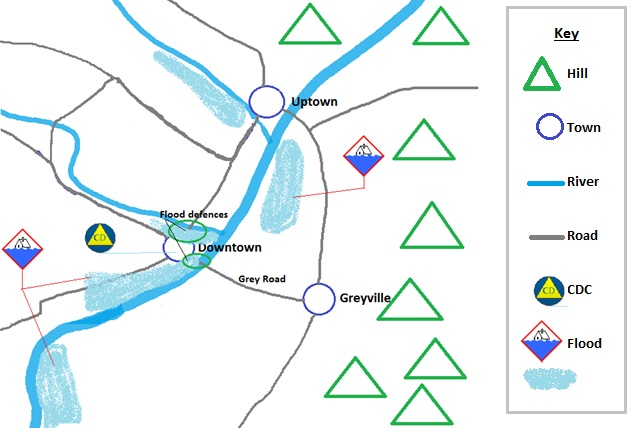 Uptown
Flood defences
Downtown
CD
Grey Road
Greyville
Key
Hill
Town
River
Road
CD
CDC
Flood